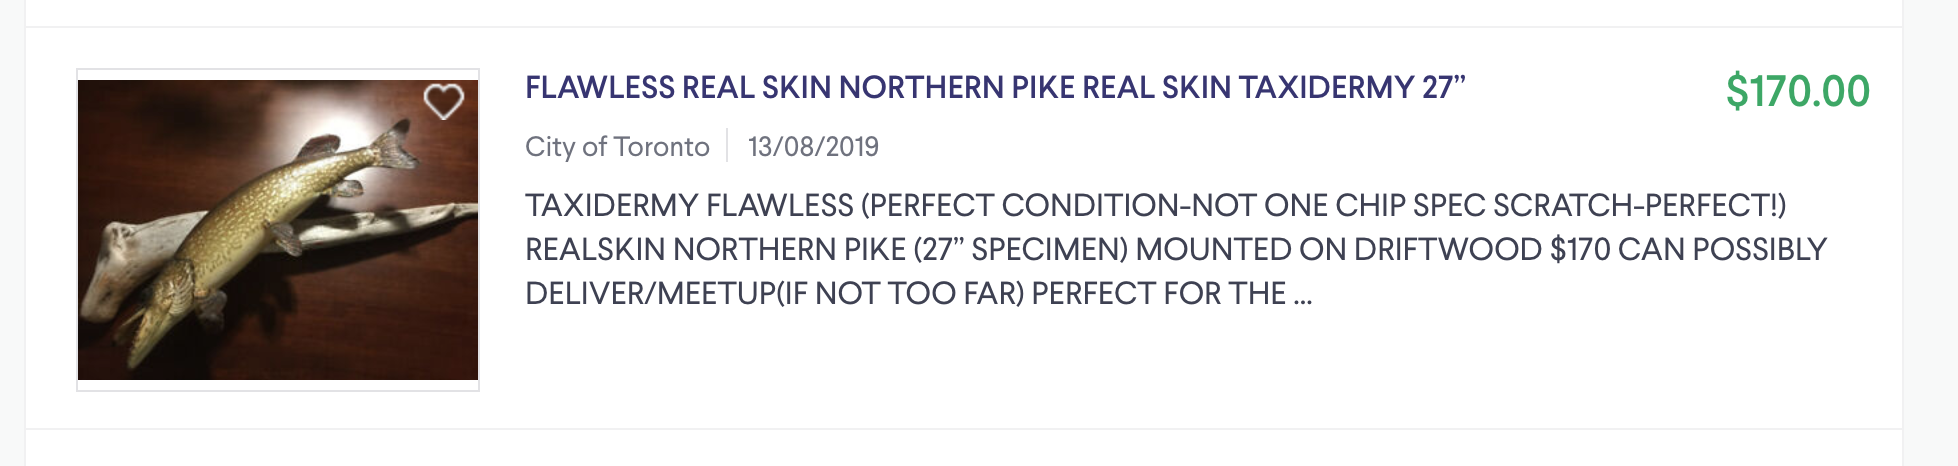 FLAWLESS REAL SKIN NORTHERN PIKE REAL SKIN TAXIDERMY 27”
$170.00
City of Toronto | 13/08/2019
TAXIDERMY FLAWLESS (PERFECT CONDITION-NOT ONE CHIP SPEC SCRATCH-PERFECT!)
REALSKIN NORTHERN PIKE (27” SPECIMEN) MOUNTED ON DRIFTWOOD $170 CAN POSSIBLY
DELIVER/MEETUP(IF NOT TOO FAR) PERFECT FOR THE ...